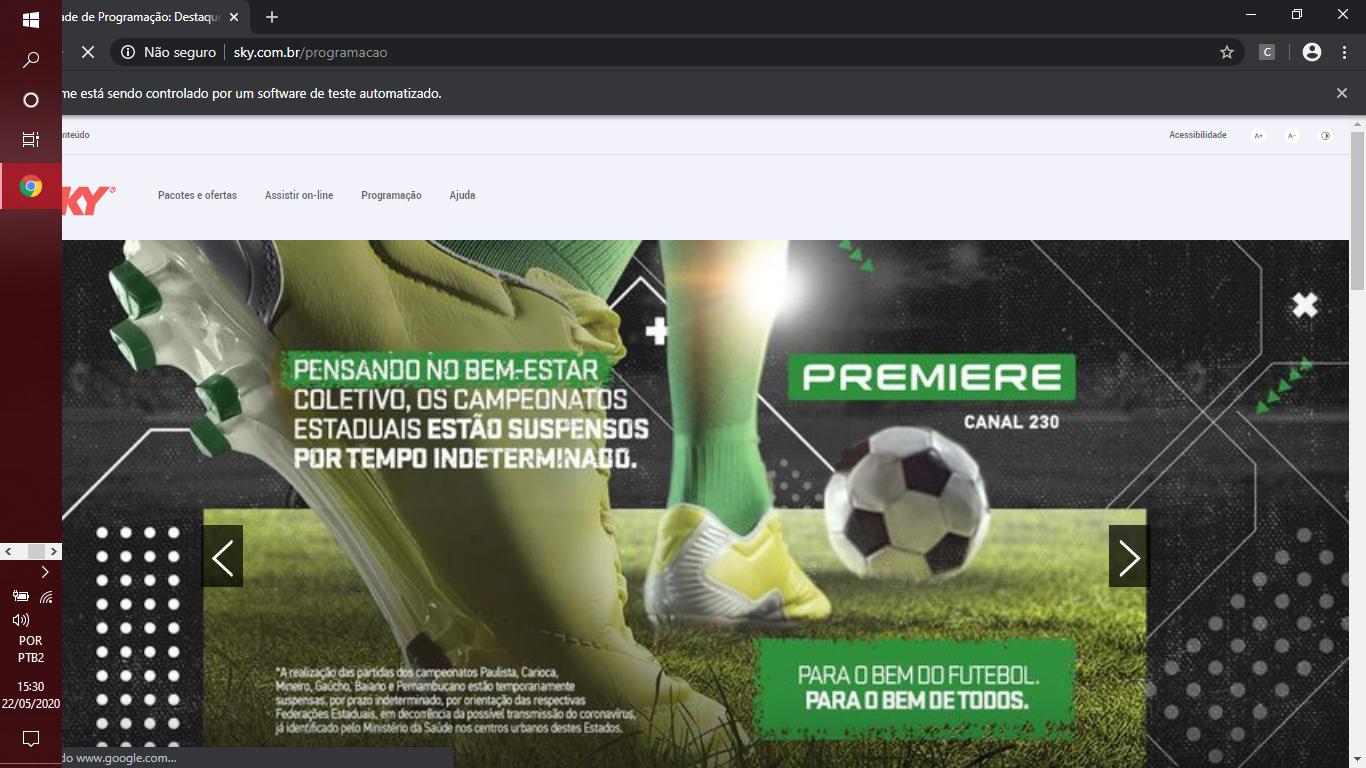 ade de Programação: Destaqu
Não seguro
sky.com.br/programacao
C
me está sendo controlado por um software de teste automatizado.
nteúdo
Acessibilidade
A+
A-
KY
Pacotes e ofertas
Assistir on-line
Programação
Ajuda
PENSANDO NO BEM-ESTAR
COLETIVO, OS CAMPEONATOS
ESTADUAIS ESTÃO SUSPENSOS
POR TEMPO INDETERMINADO.
PREMIERE
CANAL 230
*A realização das partidas dos campeonatos Paulista, Carioca,
Mineiro, Gaúcho, Baiano e Pernambucano estão temporariamente
suspensas, por prazo indeterminado, por orientação das respectivas
Federações Estaduais, em decorrência da possível transmissão do coronavírus,
já identificado pelo Ministério da Saúde nos centros urbanos destes Estados.
PARA O BEM DO FUTEBOL.
PARA O BEM DE TODOS.
POR
PTB2
15:30
22/05/2020
do www.google.com...